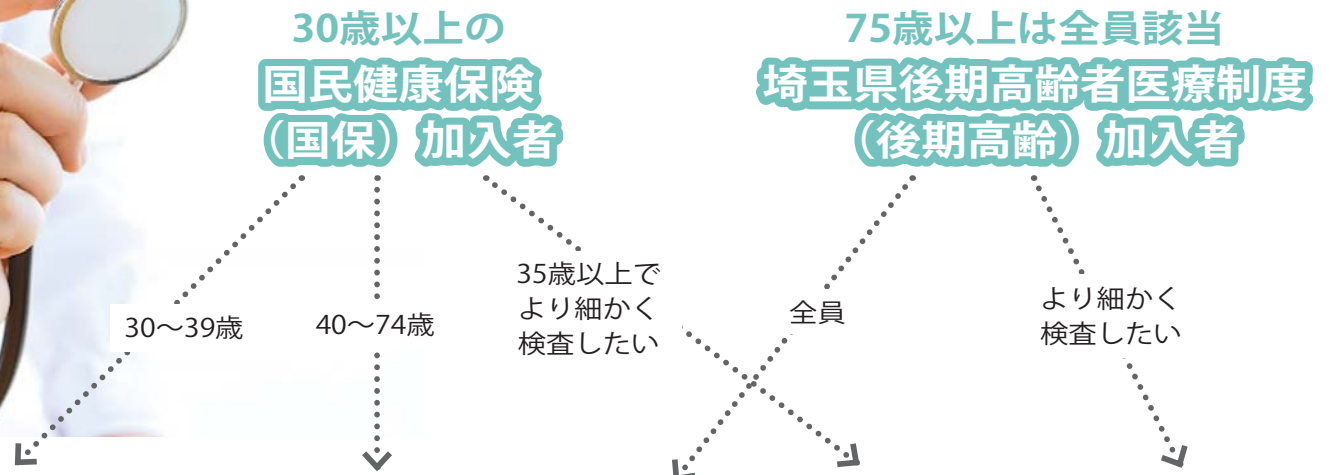 30歳以上の
国民健康保険
（国保）加入者
75歳以上は全員該当
埼玉県後期高齢者医療制度
（後期高齢）加入者
30〜39歳
40〜74歳
35歳以上で
より細かく
検査したい
全員
より細かく
検査したい